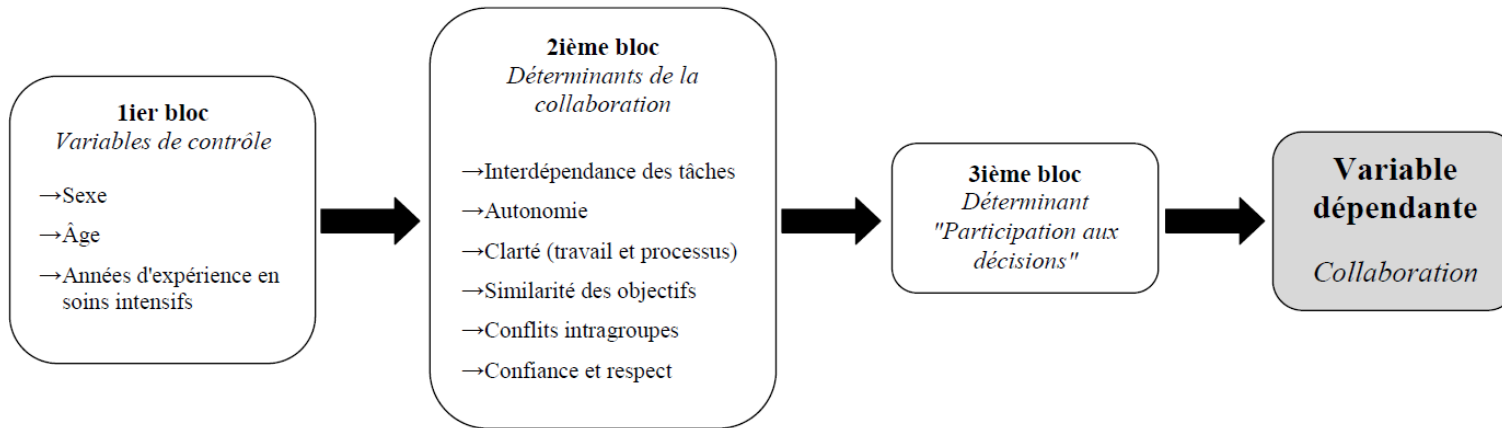 1ier bloc
Variables de contrôle
→Sexe
→Âge
→Années d'expérience en
soins intensifs
2ième bloc
Déterminants de la
collaboration
→Interdépendance des tâches
→Autonomie
→Clarté (travail et processus)
→Similarité des objectifs
→Conflits intragroupes
→Confiance et respect
3ième bloc
Déterminant
"Participation aux
décisions"
Variable
dépendante
Collaboration